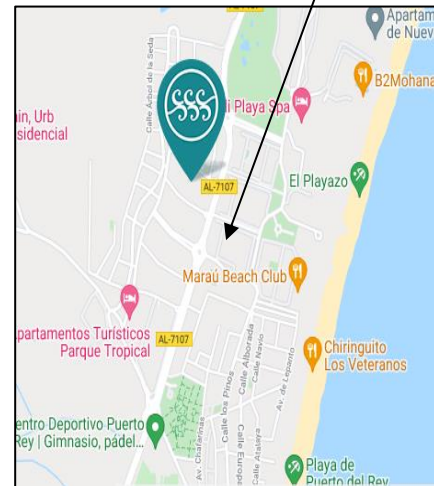 Apartam
de Nuev
B2Mohana
Calle Árbol de la Seda
i Playa Spa
ain, Urb
sidencial
AL-7107
El Playazo
Maraú Beach Club
partamentos Turísticos
Parque Tropical
AL-7107
Calle Alborada
Calle Navío
Av. de Lepanto
Chiringuito
Los Veteranos
Calle los Pinos
entro Deportivo Puerto
Rey | Gimnasio, pádel...
Av. Chafarinas
Calle Europa
Calle Atalaya
Playa de
Puerto del Rey